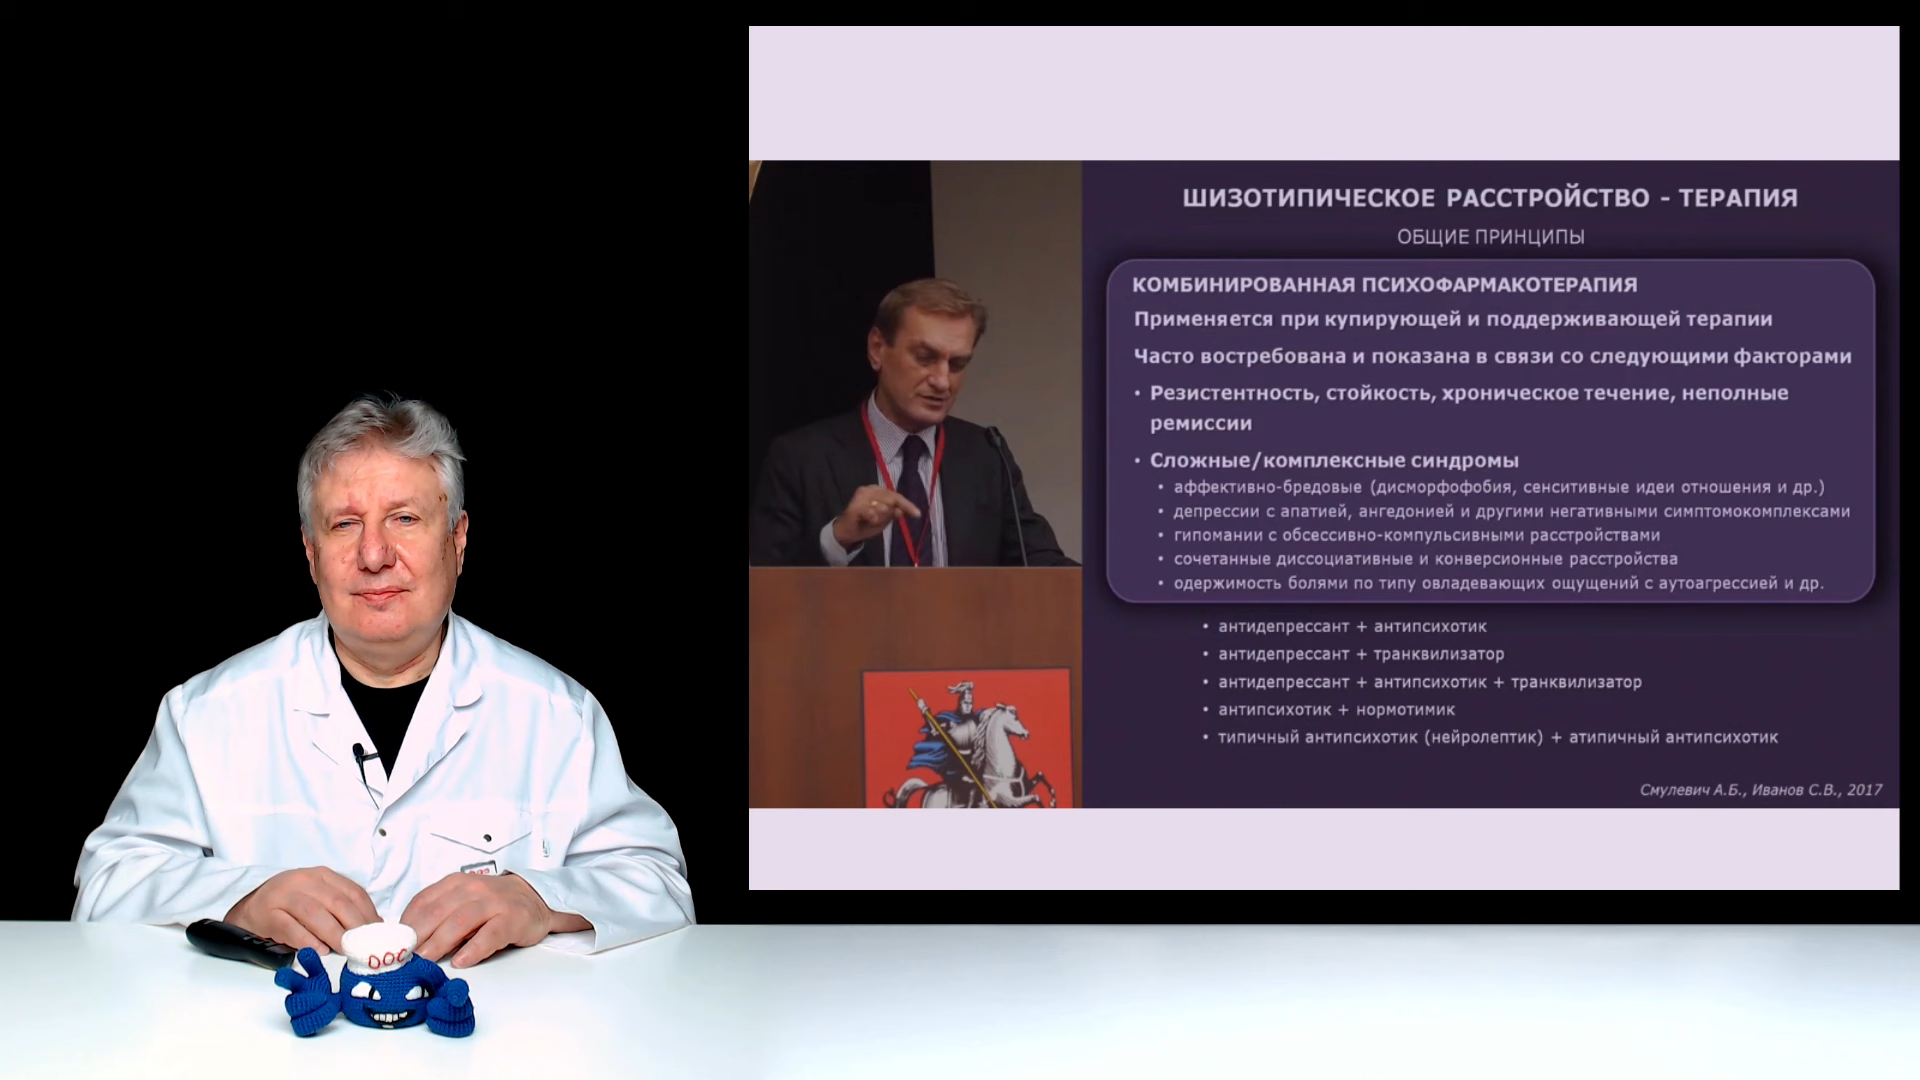 ШИЗОТИПИЧЕСКОЕ РАССТРОЙСТВО - ТЕРАПИЯ
ОБЩИЕ ПРИНЦИПЫ
КОМБИНИРОВАННАЯ ПСИХОФАРМАКОТЕРАПИЯ
Применяется при купирующей и поддерживающей терапии
Часто востребована и показана в связи со следующими факторами
• Резистентность, стойкость, хроническое течение, неполные
ремиссии
• Сложные/комплексные синдромы
• аффективно-бредовые (дисморфофобия, сенситивные идеи отношения и др.)
• депрессии с апатией, ангедонией и другими негативными симптомокомплексами
• гипомании с обсессивно-компульсивными расстройствами
• сочетанные диссоциативные и конверсионные расстройства
• одержимость болями по типу овладевающих ощущений с аутоагрессией и др.
• антидепрессант + антипсихотик
• антидепрессант + транквилизатор
• антидепрессант + антипсихотик + транквилизатор
• антипсихотик + нормотимик
• типичный антипсихотик (нейролептик) + атипичный антипсихотик
Смулевич А.Б., Иванов С.В., 2017
DOC